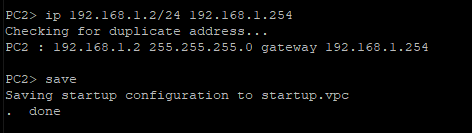 PC2> ip 192.168.1.2/24 192.168.1.254
Checking for duplicate address...
PC2 : 192.168.1.2 255.255.255.0 gateway 192.168.1.254
PC2> save
Saving startup configuration to startup.vpc
.  done